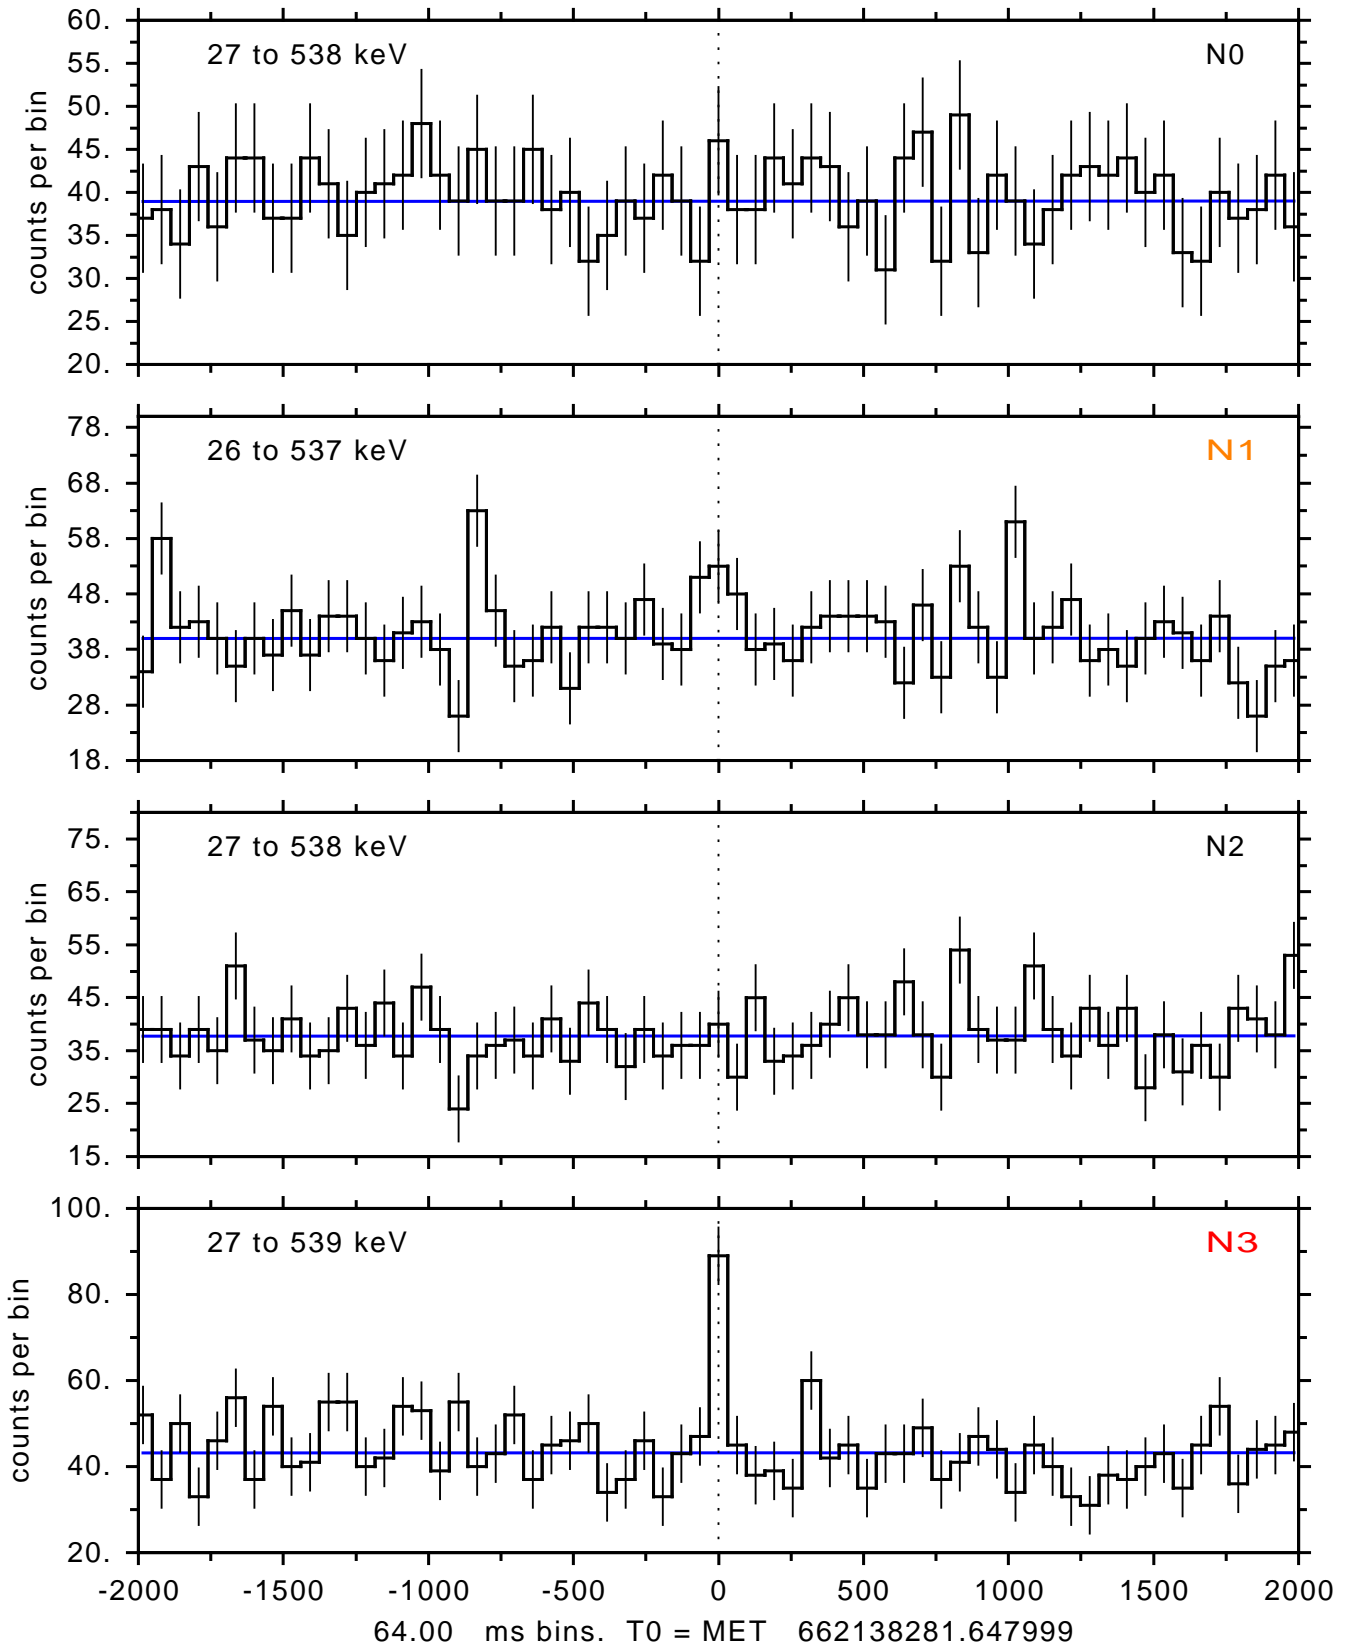 60.
55.
50.
45.
40.
35.
30.
25.
20.
counts per bin
27 to 538 keV
N0
78.
68.
58.
48.
38.
28.
18.
counts per bin
26 to 537 keV
N1
75.
65.
55.
45.
35.
25.
15.
counts per bin
27 to 538 keV
N2
100.
80.
60.
40.
20.
counts per bin
27 to 539 keV
N3
-2000 -1500 -1000 -500 0 500 1000 1500 2000
64.00 ms bins. T0 = MET 662138281.647999